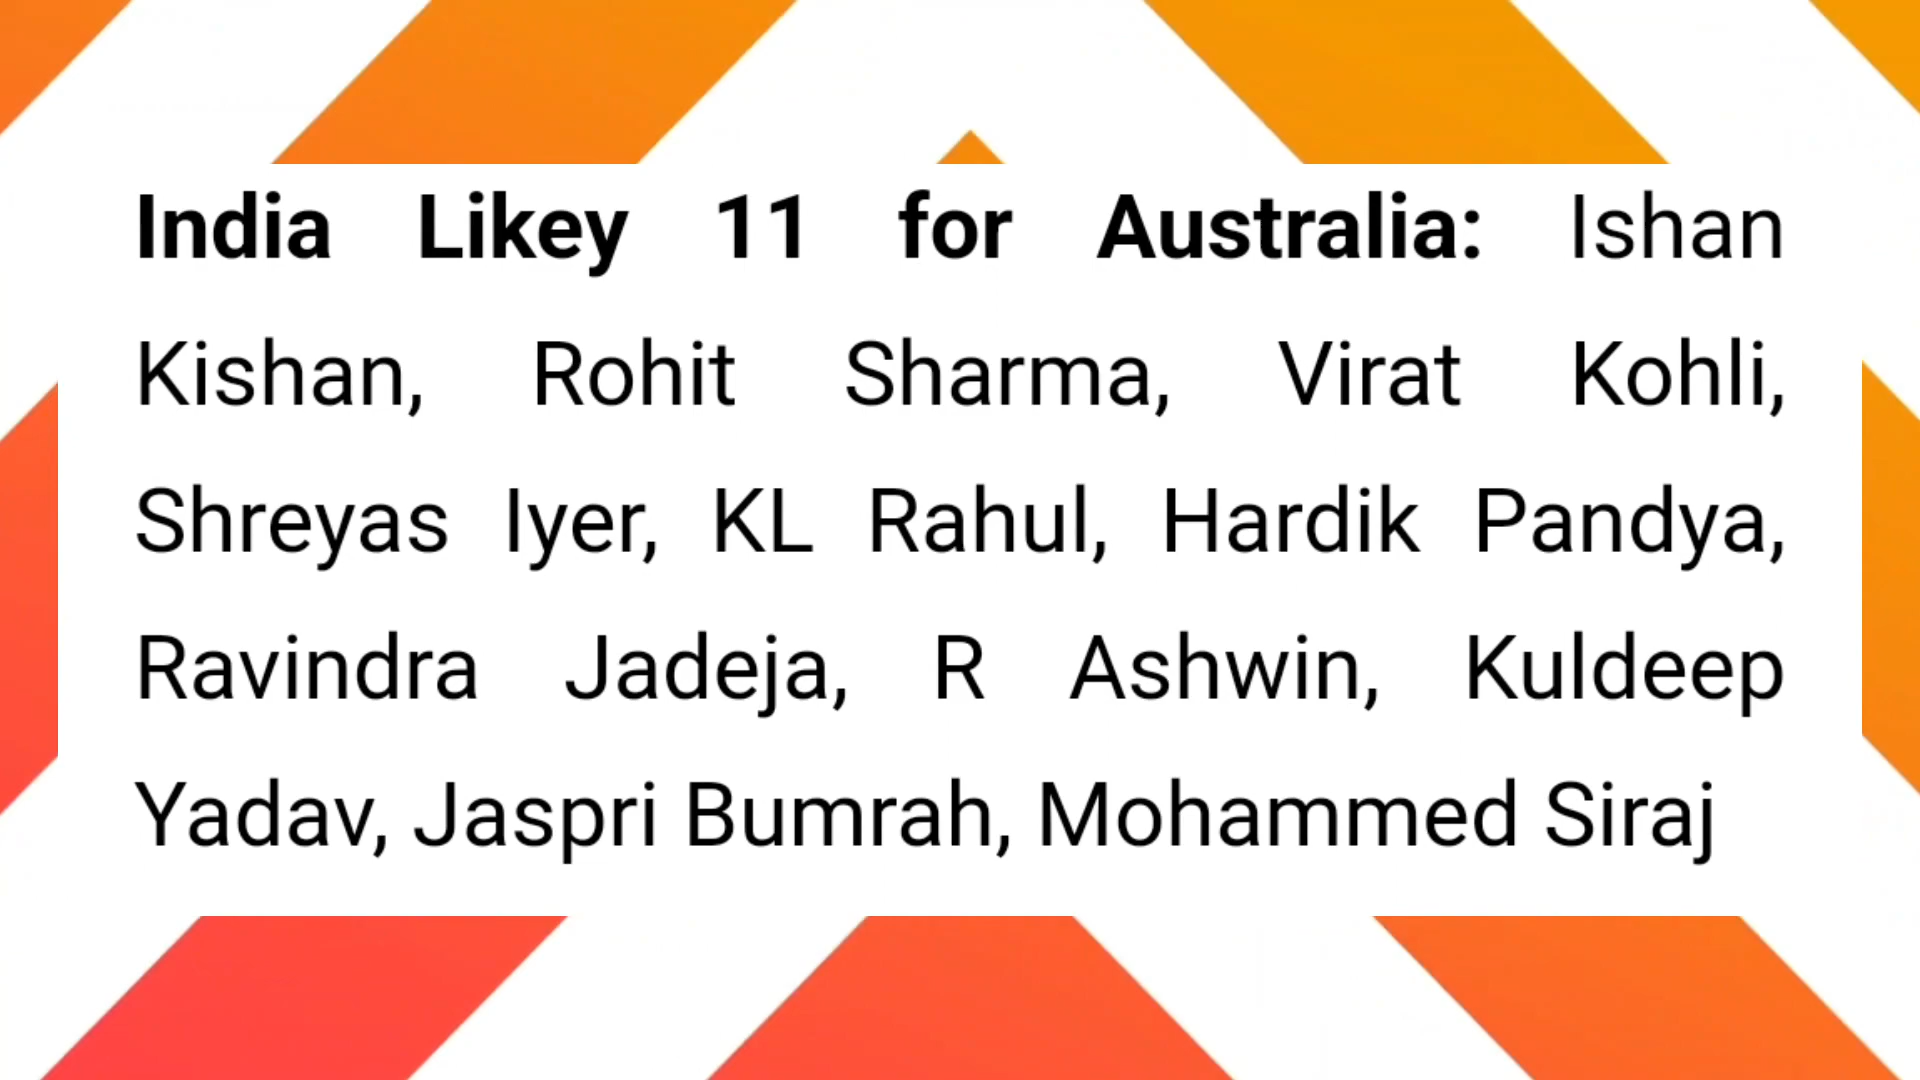 India Likey 11 for Australia: Ishan
Kishan, Rohit Sharma, Virat Kohli,
Shreyas Iyer, KL Rahul, Hardik Pandya,
Ravindra Jadeja, R Ashwin, Kuldeep
Yadav, Jaspri Bumrah, Mohammed Siraj